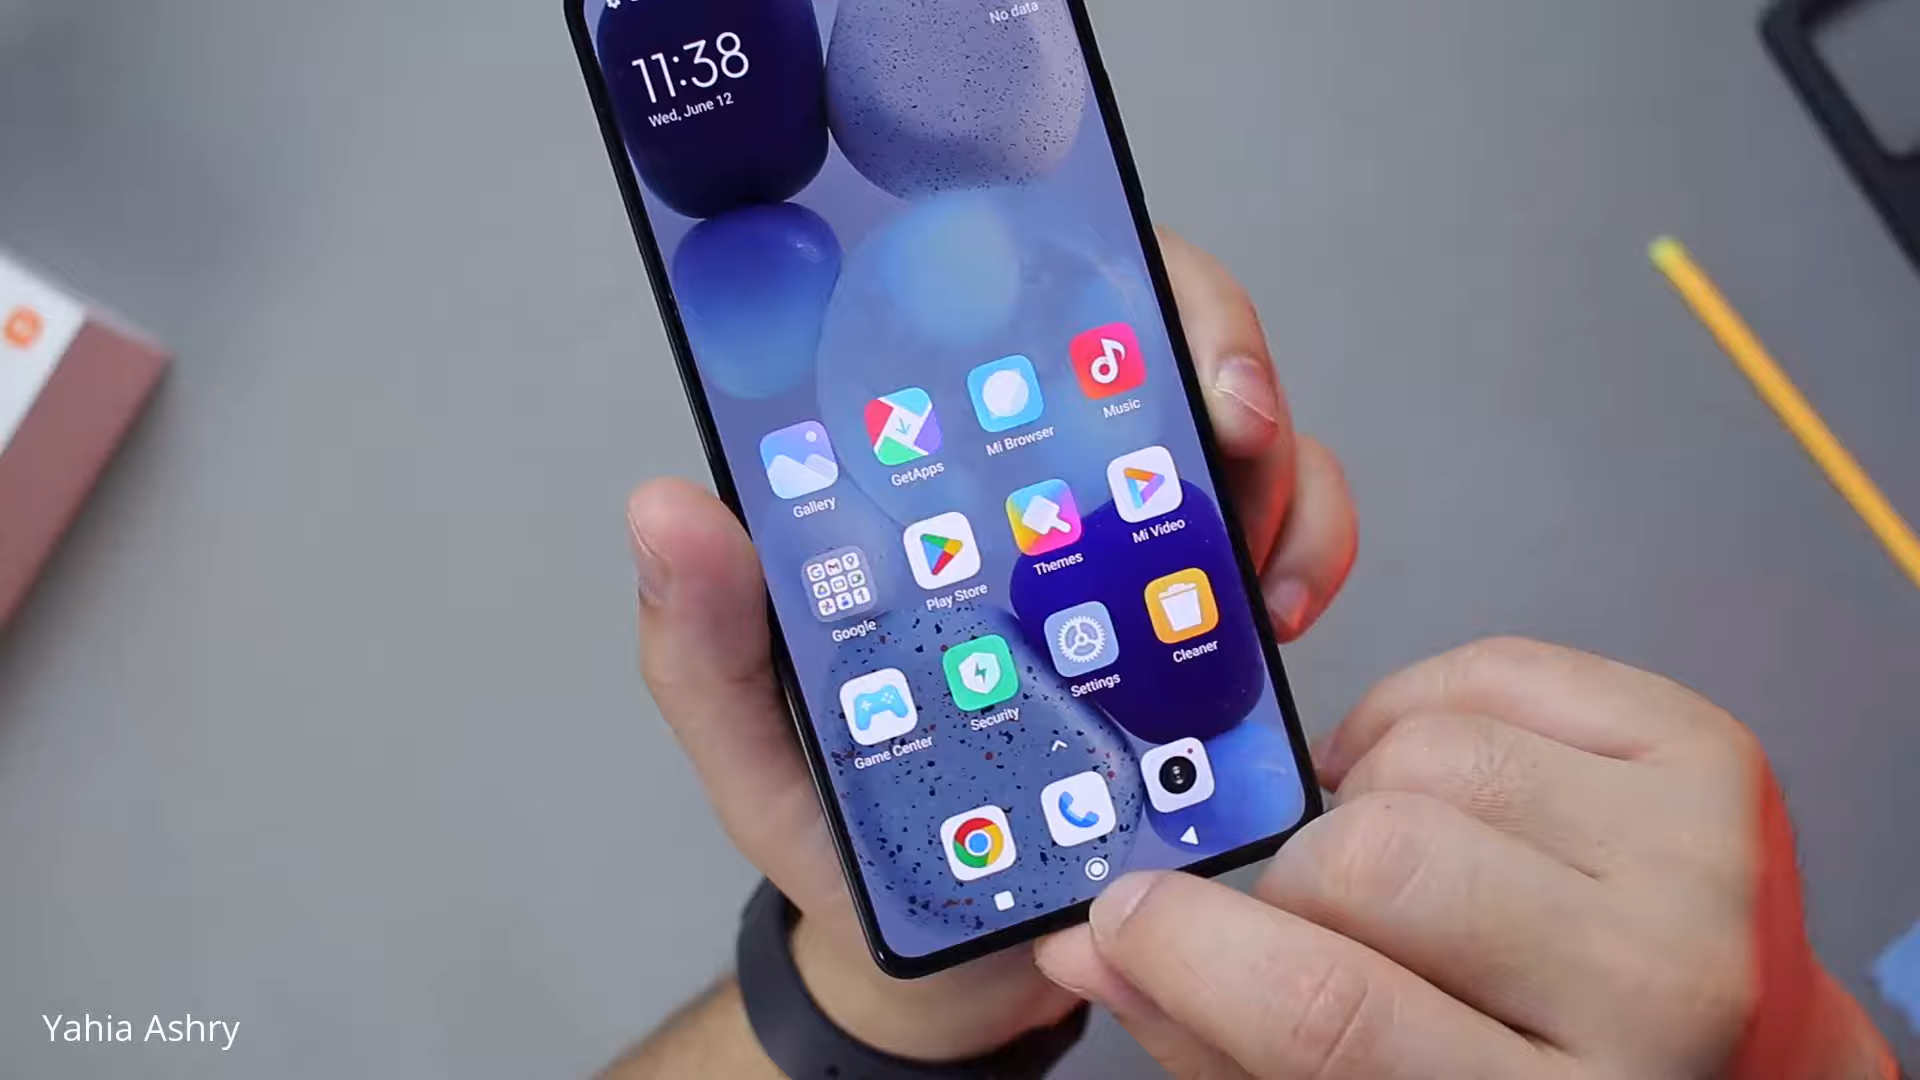 No data
11:38
Wed, June 12
Music
Mi Browser
GetApps
Gallery
Mi Video
Themes
Play Store
Google
Cleaner
Settings
Security
Game Center
Yahia Ashry